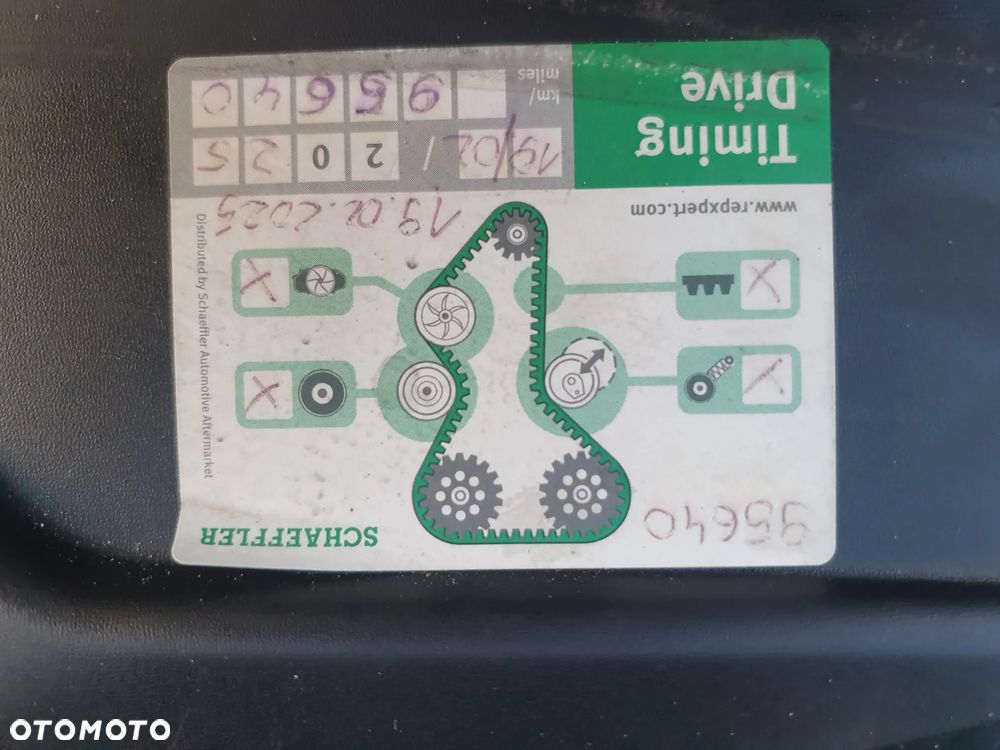 95640
SCHAEFFLER
X
X
X
X
www.repxpert.com
19.02.2025
Timing
Drive
19/02 / 2025
km/
miles
95640
Distributed by Schaeffler Automotive Aftermarket
OTOMOTO